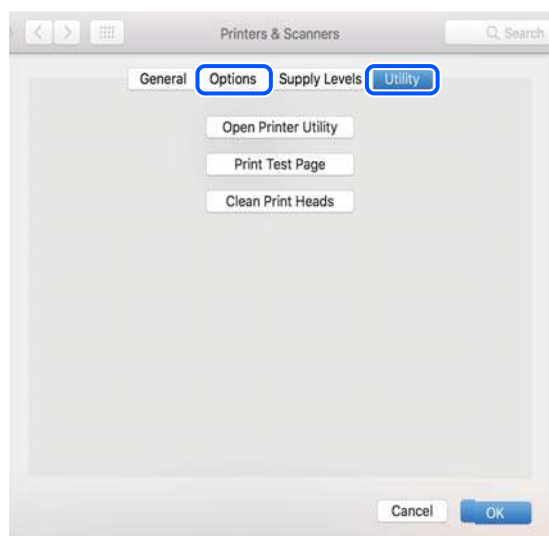 Printers & Scanners Search
General Options Supply Levels Utility
Open Printer Utility
Print Test Page
Clean Print Heads
Cancel OK